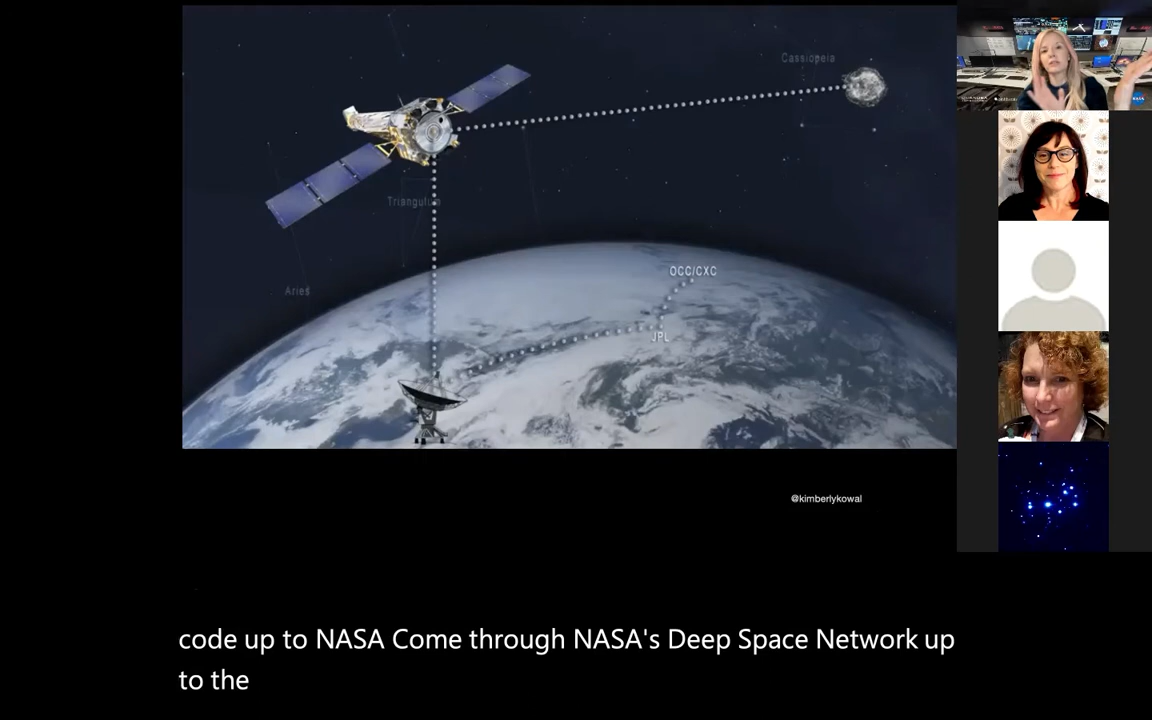 Cassiopeia
Triangulum
Aries
OCC/CXC
JPL
@kimberlykowal
NASA
code up to NASA Come through NASA's Deep Space Network up
to the